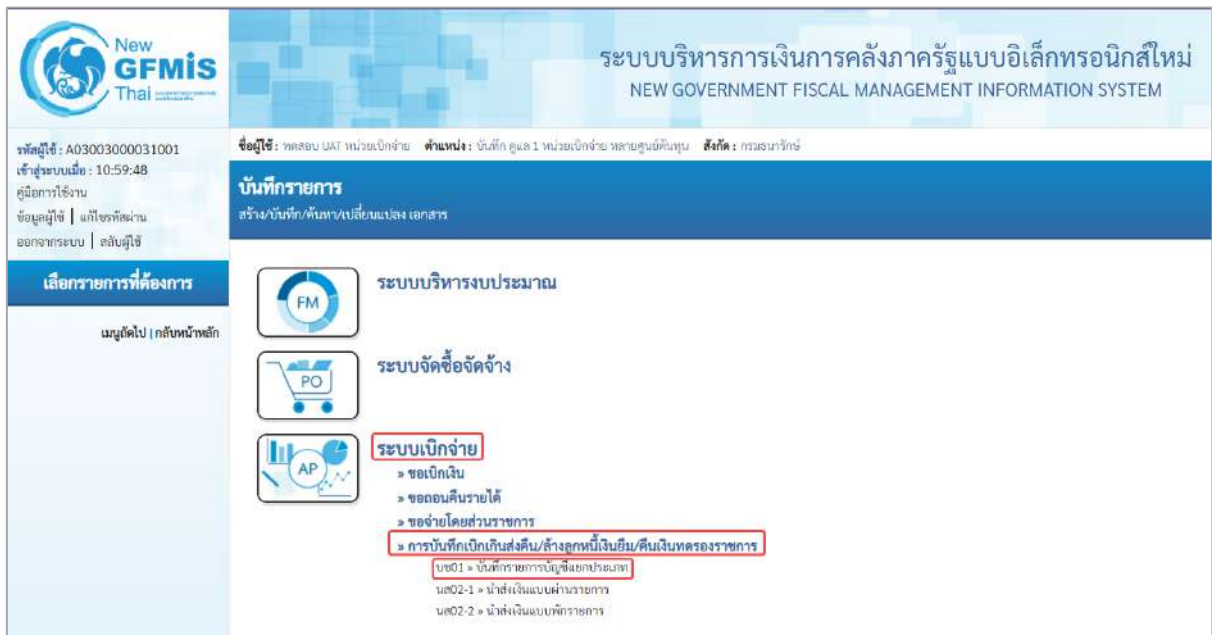 New
GFMIS
Thai
ระบบบริหารการเงินการคลังภาครัฐแบบอิเล็กทรอนิกส์ใหม่
NEW GOVERNMENT FISCAL MANAGEMENT INFORMATION SYSTEM
รหัสผู้ใช้ : A03003000031001
เข้าสู่ระบบเมื่อ : 10:59:48
คู่มือการใช้งาน
ข้อมูลผู้ใช้ | แก้ไขรหัสผ่าน
ออกจากระบบ | สลับผู้ใช้
ชื่อผู้ใช้ : ทดสอบ UAT หน่วยเบิกจ่าย ตำแหน่ง : บันทึก ดูแล 1 หน่วยเบิกจ่าย หลายศูนย์ต้นทุน สังกัด : กรมธนารักษ์
บันทึกรายการ
สร้าง/บันทึก/ค้นหา/เปลี่ยนแปลง เอกสาร
เลือกรายการที่ต้องการ
เมนูถัดไป | กลับหน้าหลัก
FM
ระบบบริหารงบประมาณ
PO
ระบบจัดซื้อจัดจ้าง
AP
ระบบเบิกจ่าย
» ขอเบิกเงิน
» ขอถอนคืนรายได้
» ขอจ่ายโดยส่วนราชการ
» การบันทึกเบิกเกินส่งคืน/ล้างลูกหนี้เงินยืม/คืนเงินทดรองราชการ
บช01 » บันทึกรายการบัญชีแยกประเภท
นส02-1 » นำส่งเงินแบบผ่านรายการ
นส02-2 » นำส่งเงินแบบพักรายการ